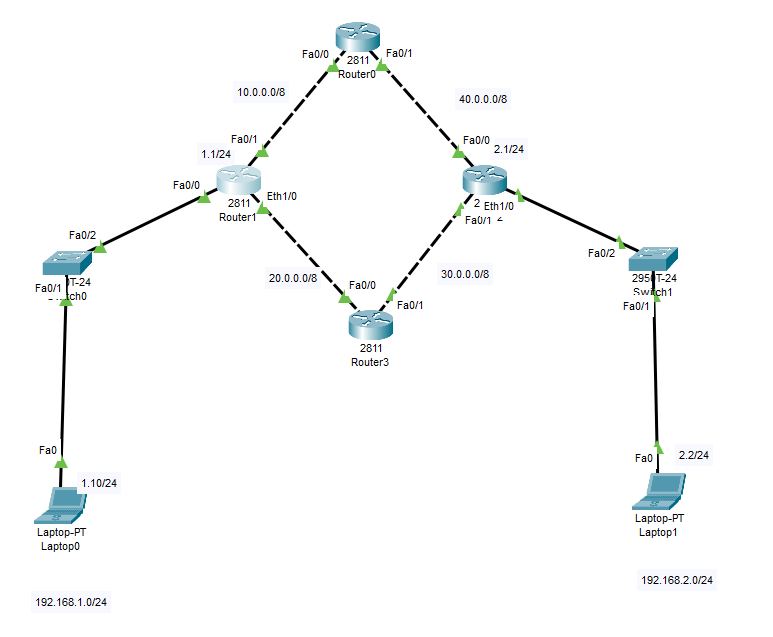 Fa0/0
Fa0/1
2811
Router0
10.0.0.0/8
40.0.0.0/8
Fa0/1
1.1/24
Fa0/0
2.1/24
Fa0/0
2811
Router1
Eth1/0
Eth1/0
Fa0/1
Fa0/2
Fa0/2
20.0.0.0/8
30.0.0.0/8
Fa0/0
Fa0/1
2811
Router3
Fa0/1
Fa0/1
Switch1
Fa0
1.10/24
Laptop-PT
Laptop0
192.168.1.0/24
Fa0
2.2/24
Laptop-PT
Laptop1
192.168.2.0/24